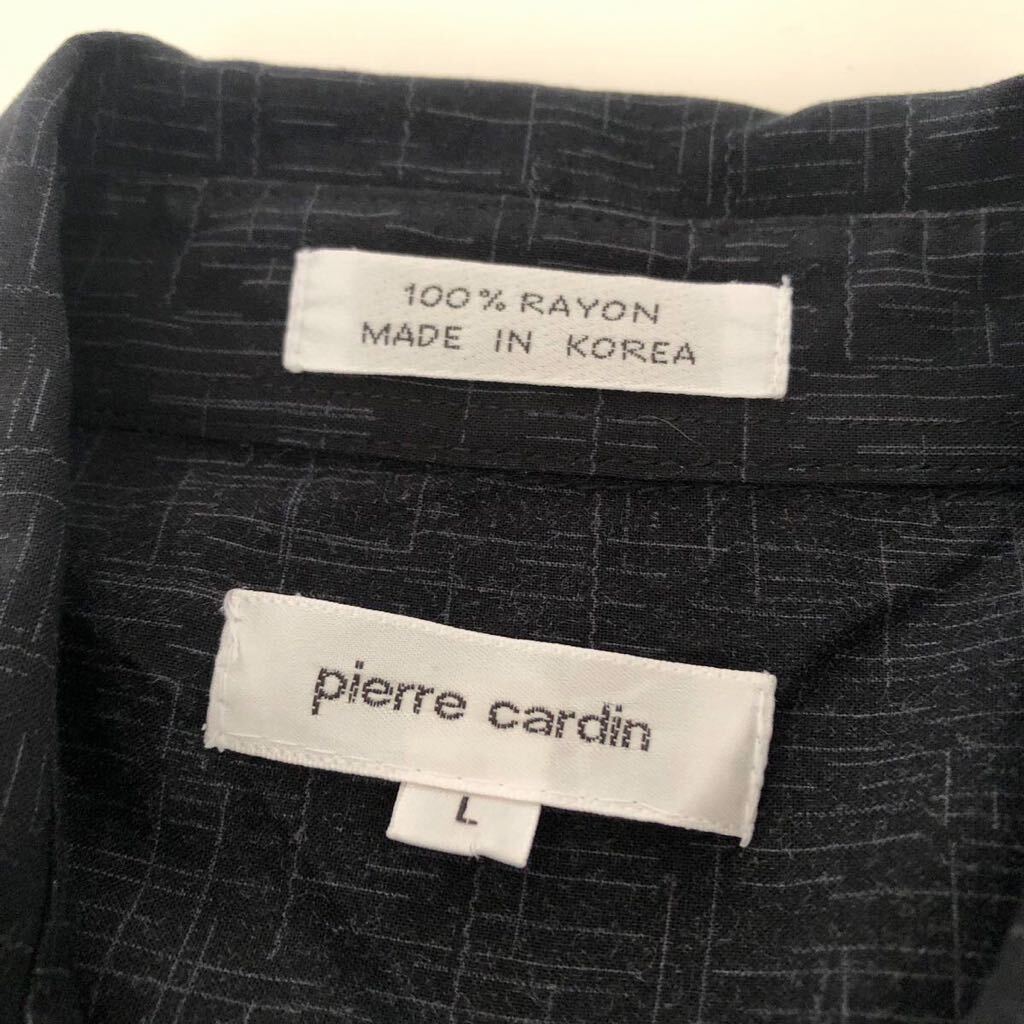 100% RAYON
MADE IN KOREA
pierre cardin
L